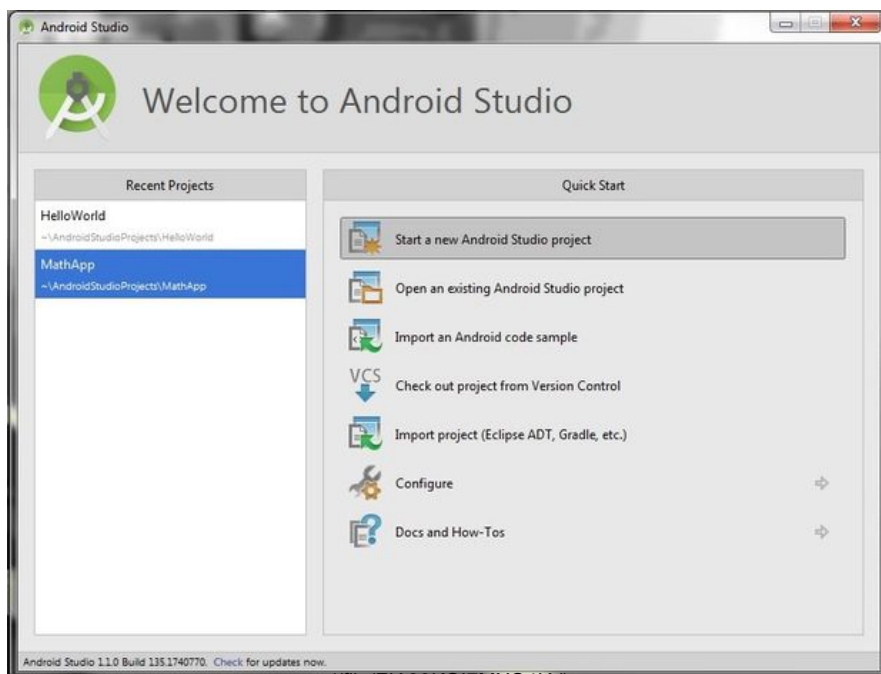 Android Studio
Welcome to Android Studio
Recent Projects
HelloWorld
~\AndroidStudioProjects\HelloWorld
MathApp
~\AndroidStudioProjects\MathApp
Quick Start
Start a new Android Studio project
Open an existing Android Studio project
Import an Android code sample
VCS
Check out project from Version Control
Import project (Eclipse ADT, Gradle, etc.)
Configure
Docs and How-Tos
Android Studio 1.1.0 Build 135.1740770. Check for updates now.